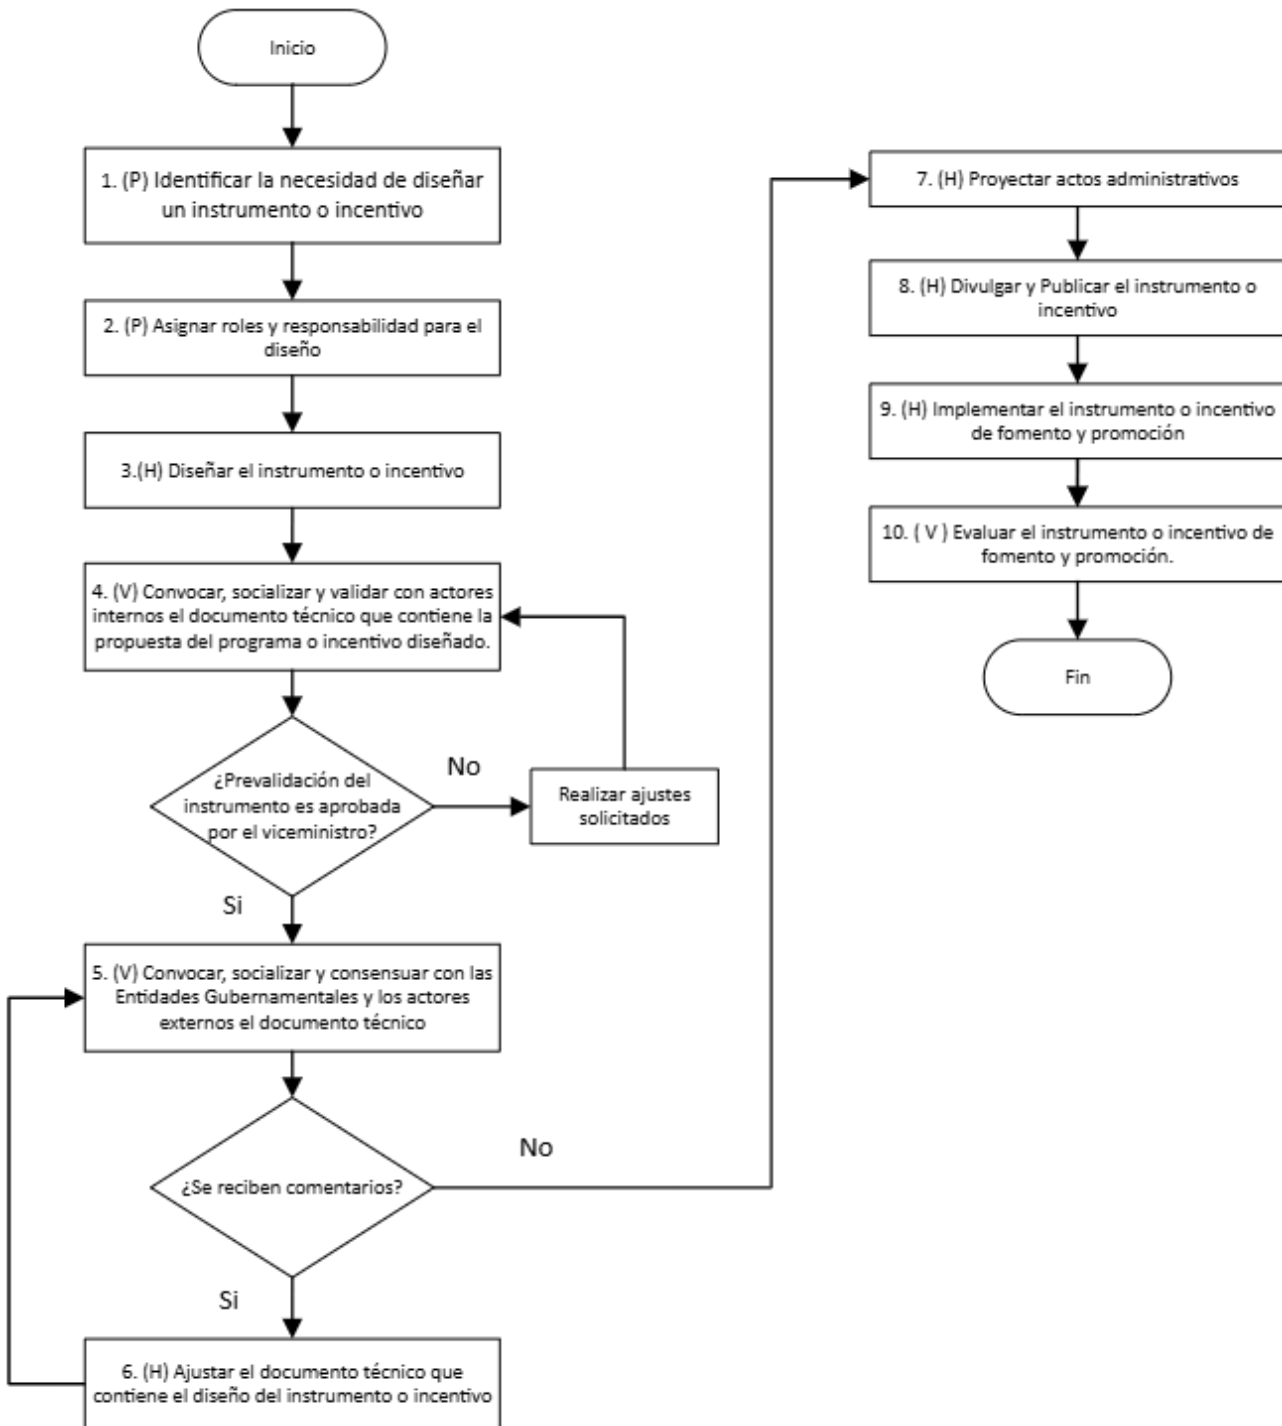 Inicio
1. (P) Identificar la necesidad de diseñar
un instrumento o incentivo
2. (P) Asignar roles y responsabilidad para el
diseño
3.(H) Diseñar el instrumento o incentivo
4. (V) Convocar, socializar y validar con actores
internos el documento técnico que contiene la
propuesta del programa o incentivo diseñado.
¿Prevalidación del
instrumento es aprobada
por el viceministro?
No
Realizar ajustes
solicitados
Si
5. (V) Convocar, socializar y consensuar con las
Entidades Gubernamentales y los actores
externos el documento técnico
¿Se reciben comentarios?
No
Si
6. (H) Ajustar el documento técnico que
contiene el diseño del instrumento o incentivo
7. (H) Proyectar actos administrativos
8. (H) Divulgar y Publicar el instrumento o
incentivo
9. (H) Implementar el instrumento o incentivo
de fomento y promoción
10. ( V ) Evaluar el instrumento o incentivo de
fomento y promoción.
Fin